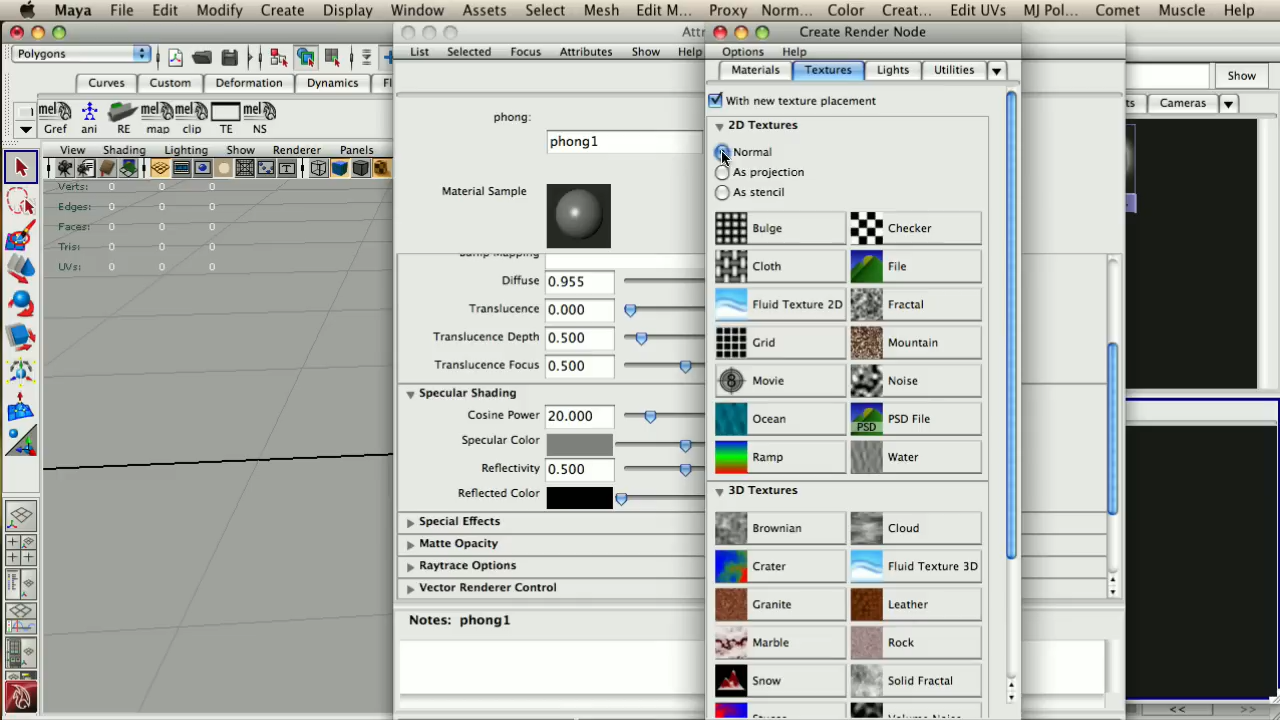 Maya File Edit Modify Create Display Window Assets Select Mesh Edit M... Proxy Norm... Color Creat... Edit UVs MJ Pol... Comet Muscle Help
Create Render Node
Polygons
List Selected Focus Attributes Show Help
Options Help
Materials Textures Lights Utilities
Show
Curves Custom Deformation Dynamics
Cameras
With new texture placement
mel mel mel mel
Gref ani RE map clip TE NS
phong:
phong1
2D Textures
View Shading Lighting Show Renderer Panels
Normal
As projection
As stencil
Verts: 0 0 0
Edges: 0 0 0
Faces: 0 0 0
Tris: 0 0 0
UVs: 0 0 0
Material Sample
Bulge Checker
Cloth File
Fluid Texture 2D Fractal
Grid Mountain
Movie Noise
Ocean PSD File
PSD
Ramp Water
Diffuse 0.955
Translucence 0.000
Translucence Depth 0.500
Translucence Focus 0.500
Specular Shading
Cosine Power 20.000
Specular Color
Reflectivity 0.500
Reflected Color
Special Effects
Matte Opacity
Raytrace Options
Vector Renderer Control
Notes: phong1
3D Textures
Brownian Cloud
Crater Fluid Texture 3D
Granite Leather
Marble Rock
Snow Solid Fractal
<< >>